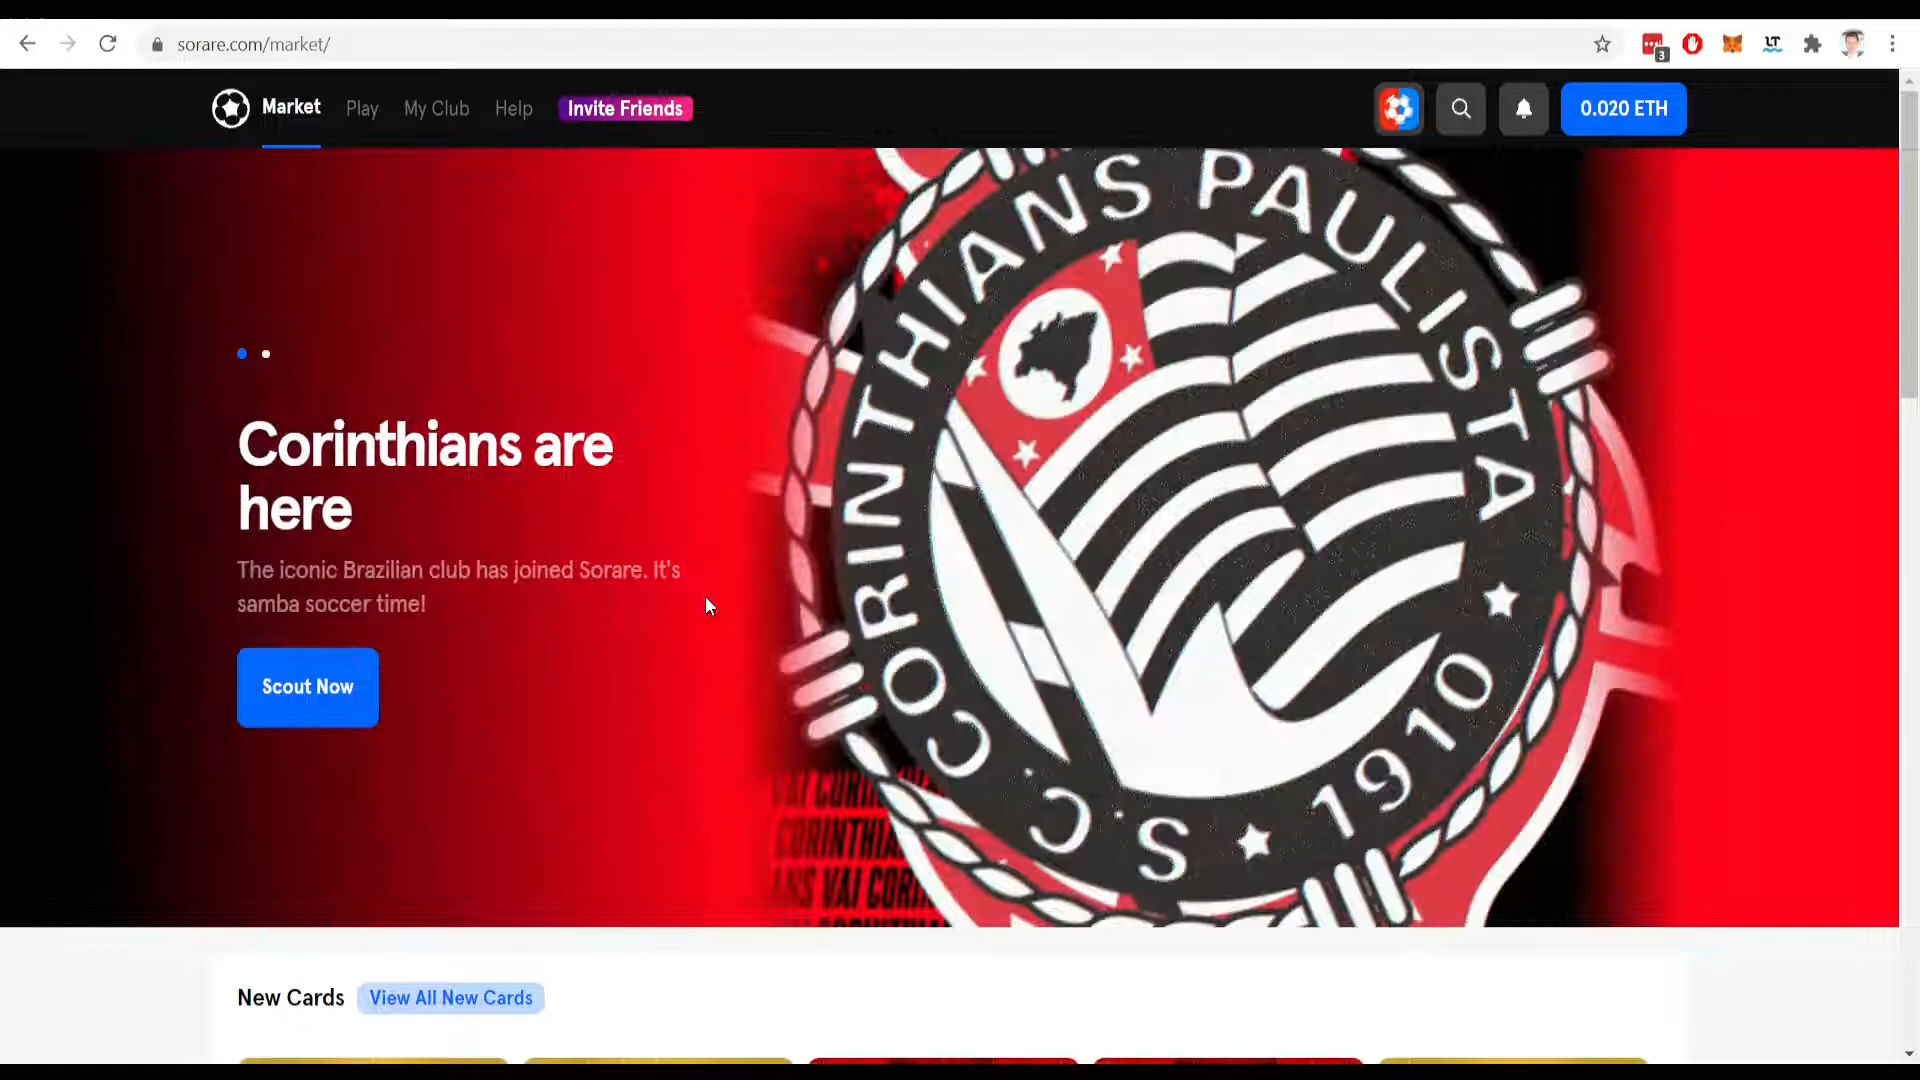 sorare.com/market/
3
LT
Market
Play
My Club
Help
Invite Friends
0.020 ETH
S.C. CORINTHIANS PAULISTA
1910
Corinthians are
here
The iconic Brazilian club has joined Sorare. It's
samba soccer time!
Scout Now
New Cards
View All New Cards